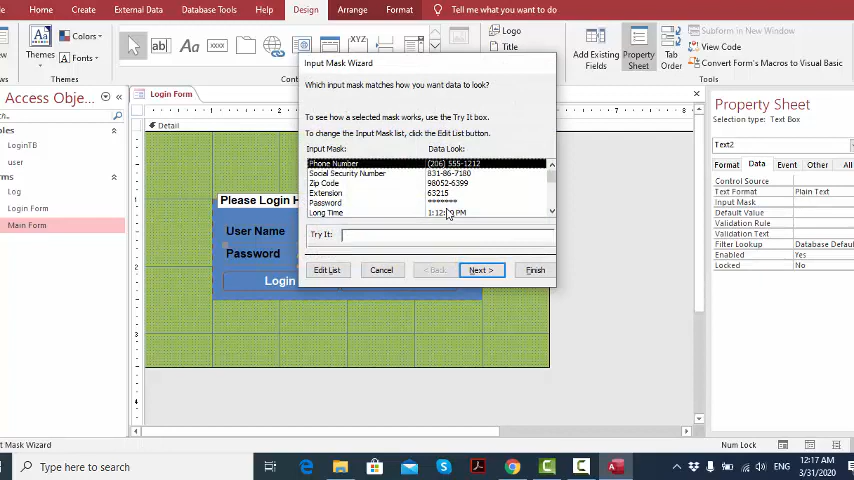 File
Home
Create
External Data
Database Tools
Help
Design
Arrange
Format
Tell me what you want to do
Themes
Colors
Aa
Fonts
Themes
ab|
XYZ
Logo
Title
Add Existing Fields
Property Sheet
Tab Order
Subform in New Window
View Code
Convert Form's Macros to Visual Basic
Tools
Access Obje...
LoginTB
user
Log
Login Form
Main Form
Login Form
Detail
Please Login H
User Name
Password
Login
Input Mask Wizard
Which input mask matches how you want data to look?
To see how a selected mask works, use the Try It box.
To change the Input Mask list, click the Edit List button.
Input Mask: Data Look:
Phone Number (206) 555-1212
Social Security Number 831-86-7180
Zip Code 98052-6399
Extension 63215
Password *******
Long Time
Try It:
Edit List
Cancel
< Back
Next >
Finish
Property Sheet
Selection type: Text Box
Text2
Format Data Event Other All
Control Source
Text Format Plain Text
Input Mask
Default Value
Validation Rule
Validation Text
Filter Lookup Database Defau
Enabled Yes
Locked No
Num Lock
Type here to search
ENG
12:17 AM
3/31/2020